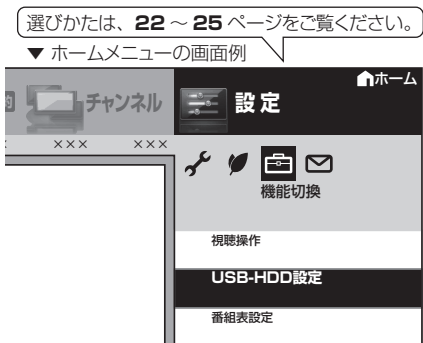 選びかたは、22～25ページをご覧ください。
▼ ホームメニューの画面例
ホーム
チャンネル
設定
××× ×××
機能切換
視聴操作
USB-HDD設定
番組表設定